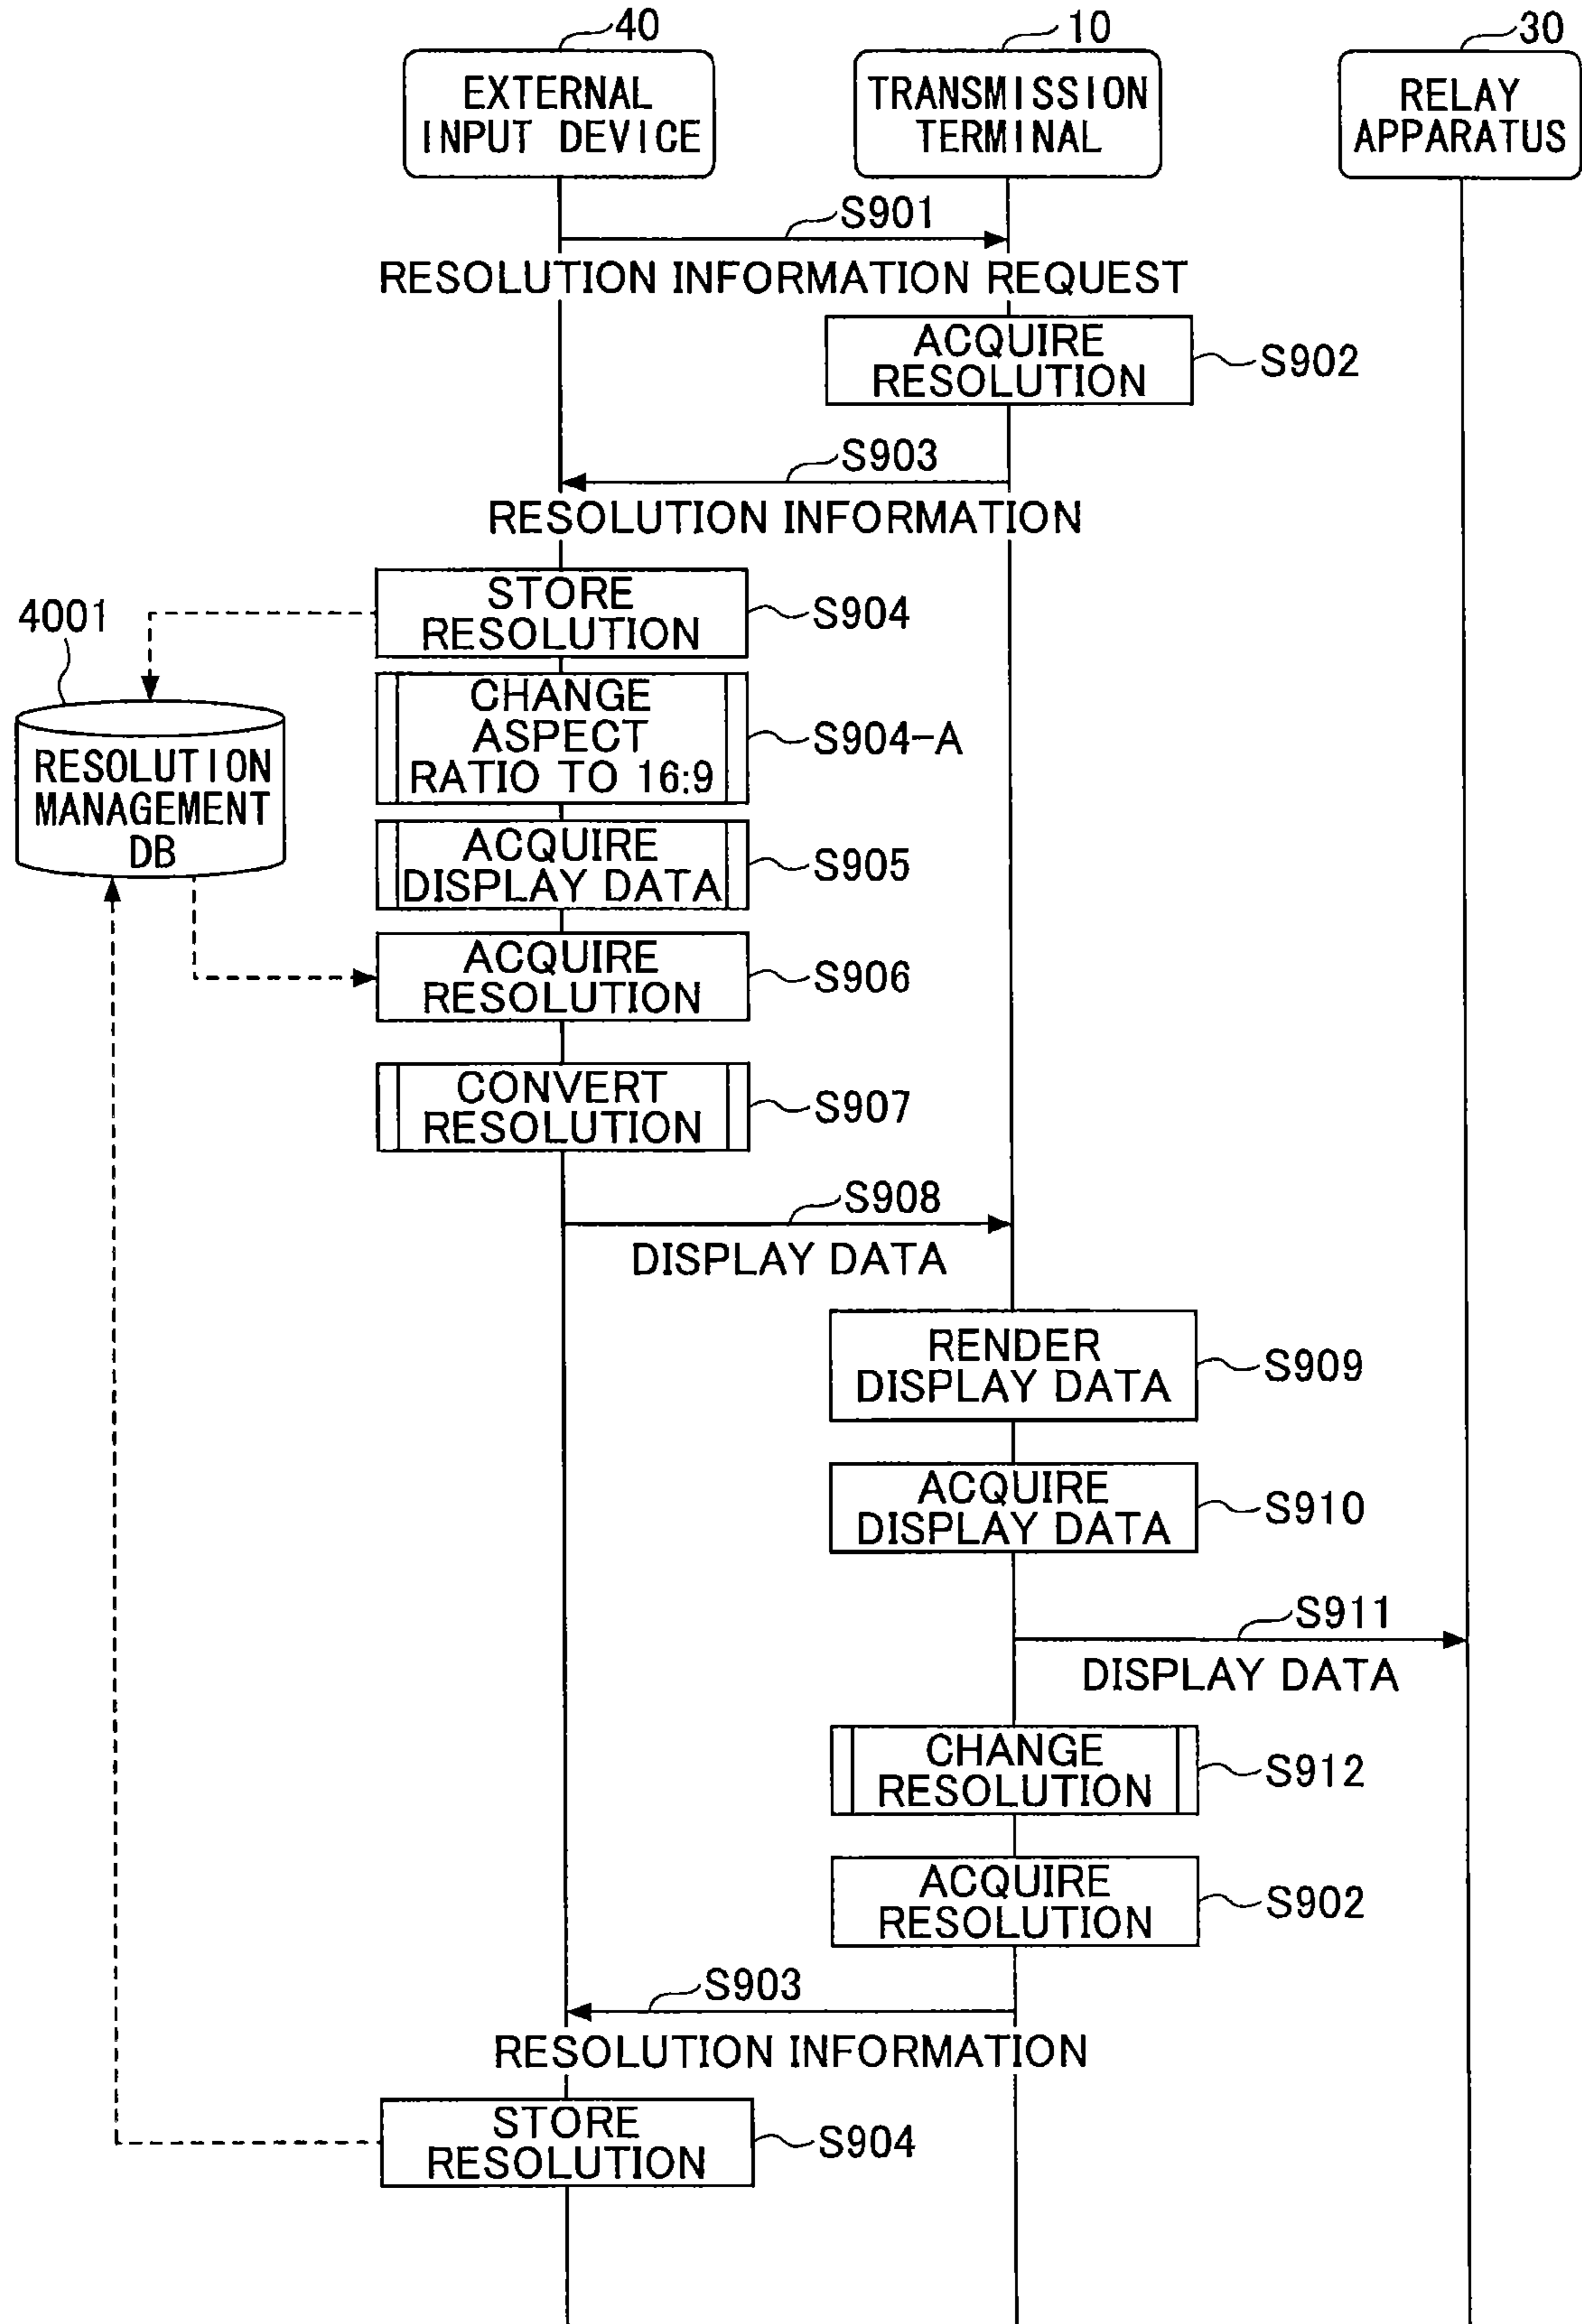 40
10
30
EXTERNAL
INPUT DEVICE
TRANSMISSION
TERMINAL
RELAY
APPARATUS
S901
RESOLUTION INFORMATION REQUEST
ACQUIRE
RESOLUTION
S902
S903
RESOLUTION INFORMATION
STORE
RESOLUTION
S904
4001
RESOLUTION
MANAGEMENT
DB
CHANGE
ASPECT
RATIO TO 16:9
S904-A
ACQUIRE
DISPLAY DATA
S905
ACQUIRE
RESOLUTION
S906
CONVERT
RESOLUTION
S907
S908
DISPLAY DATA
RENDER
DISPLAY DATA
S909
ACQUIRE
DISPLAY DATA
S910
S911
DISPLAY DATA
CHANGE
RESOLUTION
S912
ACQUIRE
RESOLUTION
S902
S903
RESOLUTION INFORMATION
STORE
RESOLUTION
S904